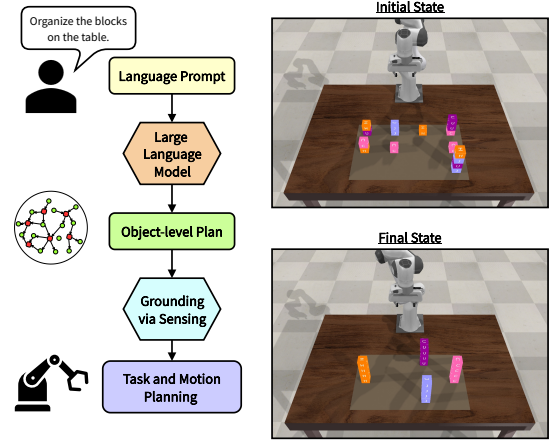 Organize the blocks
on the table.
Language Prompt
Large
Language
Model
Object-level Plan
Grounding
via Sensing
Task and Motion
Planning
Initial State
Final State